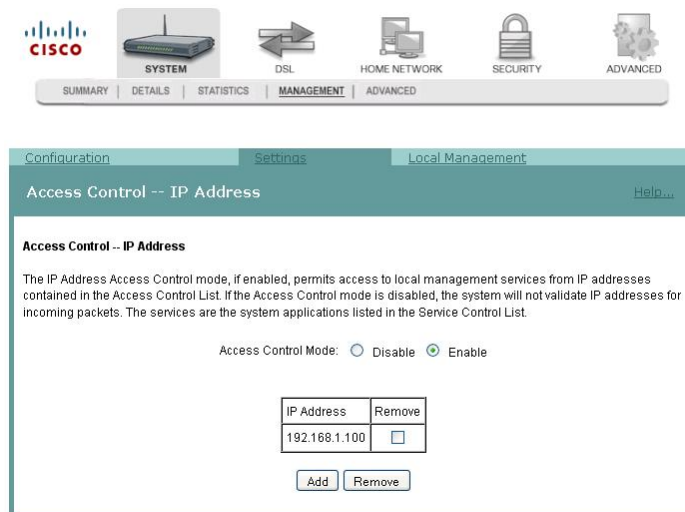 CISCO
SYSTEM
DSL
HOME NETWORK
SECURITY
ADVANCED
SUMMARY | DETAILS | STATISTICS | MANAGEMENT | ADVANCED
Configuration
Settings
Local Management
Access Control -- IP Address
Help...
Access Control -- IP Address
The IP Address Access Control mode, if enabled, permits access to local management services from IP addresses
contained in the Access Control List. If the Access Control mode is disabled, the system will not validate IP addresses for
incoming packets. The services are the system applications listed in the Service Control List.
Access Control Mode: Disable Enable
IP Address Remove
192.168.1.100
Add Remove